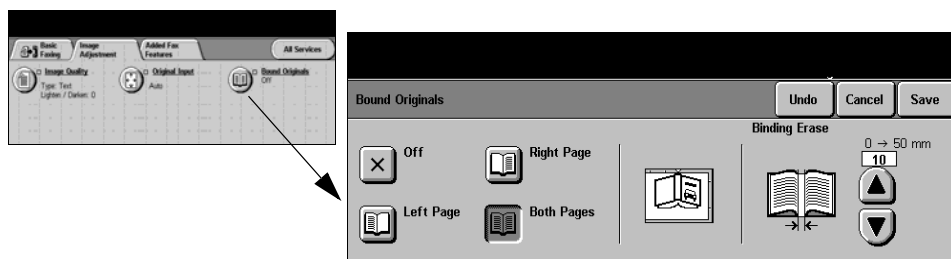 Basic Faxing
Image Adjustment
Added Fax Features
All Services
Image Quality
Type: Text
Lighten / Darken: 0
Original Input
Auto
Bound Originals
Off
Bound Originals
Undo
Cancel
Save
Off
Right Page
Left Page
Both Pages
Binding Erase
0 → 50 mm
10